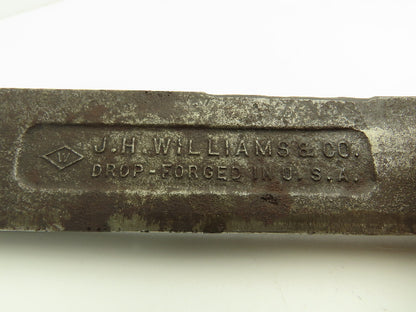 J.H. WILLIAMS & CO.
DROP-FORGED IN U.S.A.